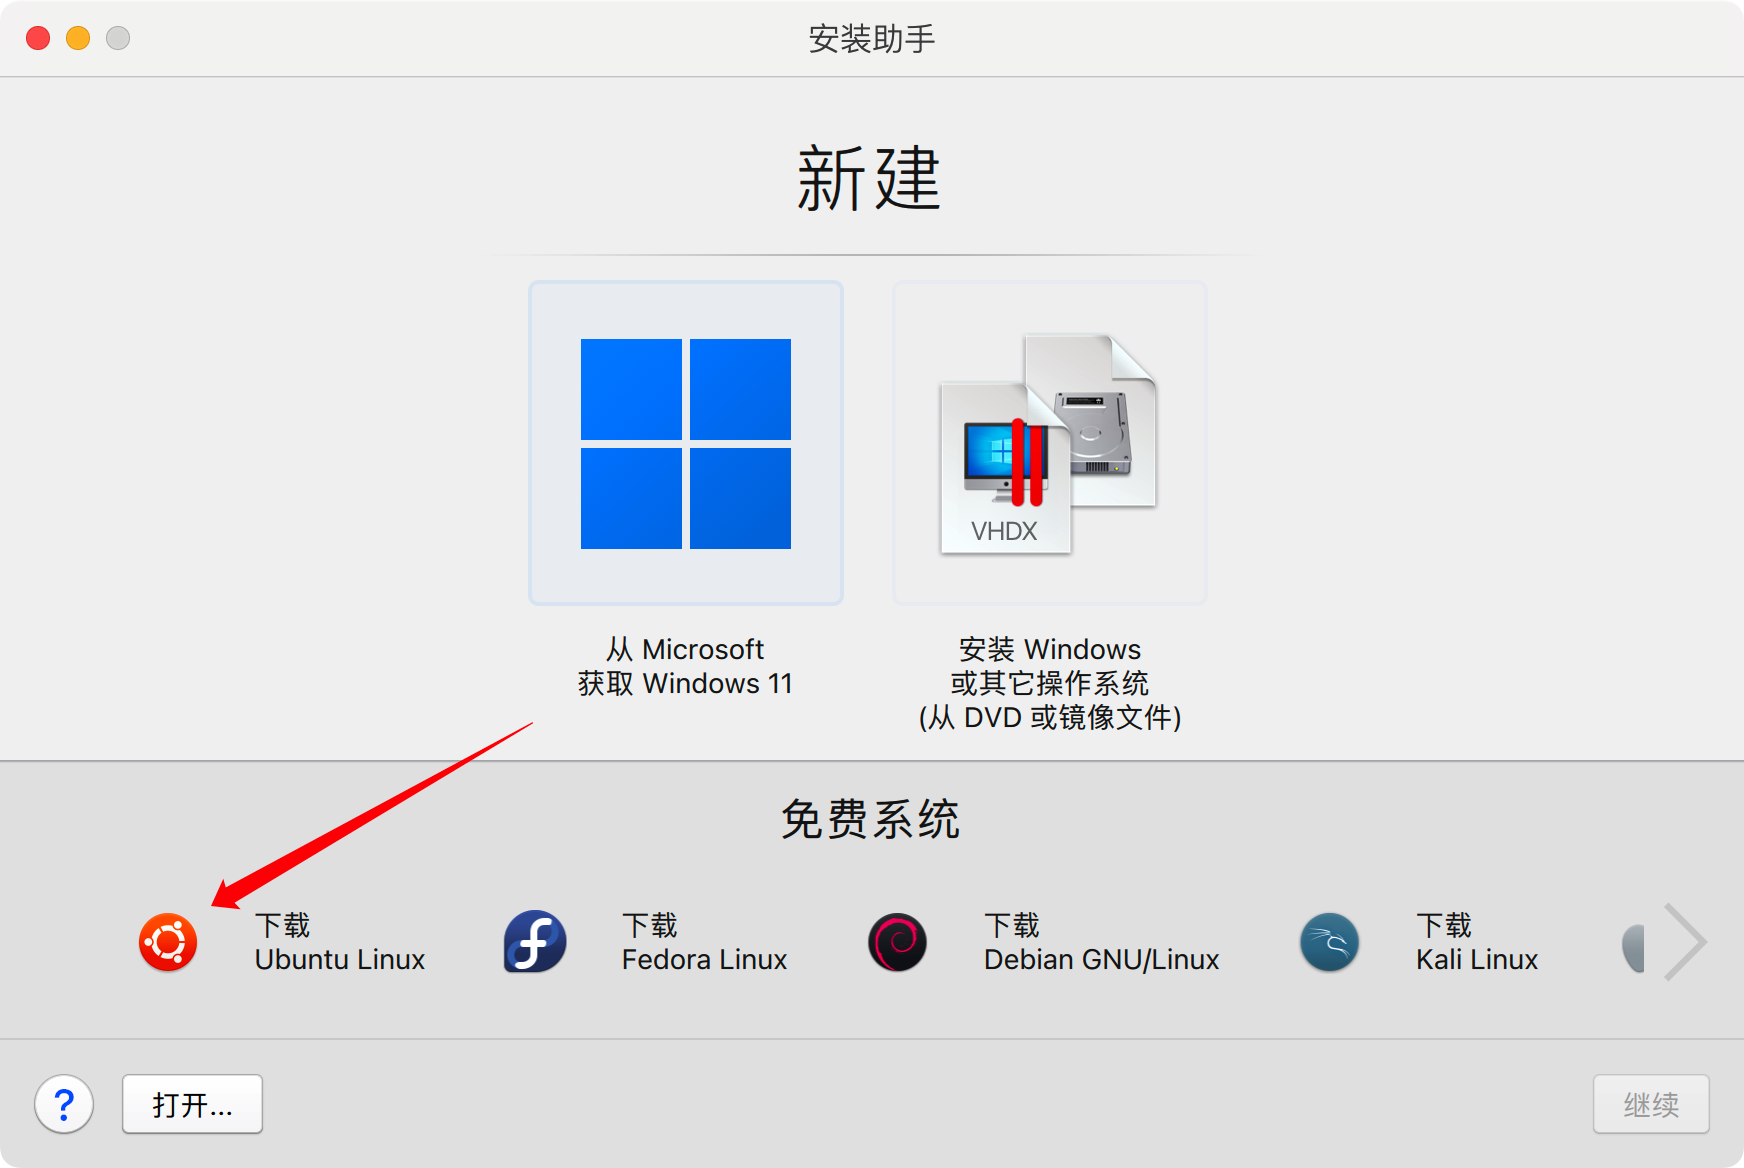 安装助手
新建
VHDX
从 Microsoft
获取 Windows 11
安装 Windows
或其它操作系统
(从 DVD 或镜像文件)
免费系统
下载
Ubuntu Linux
下载
Fedora Linux
下载
Debian GNU/Linux
下载
Kali Linux
?
打开...
继续